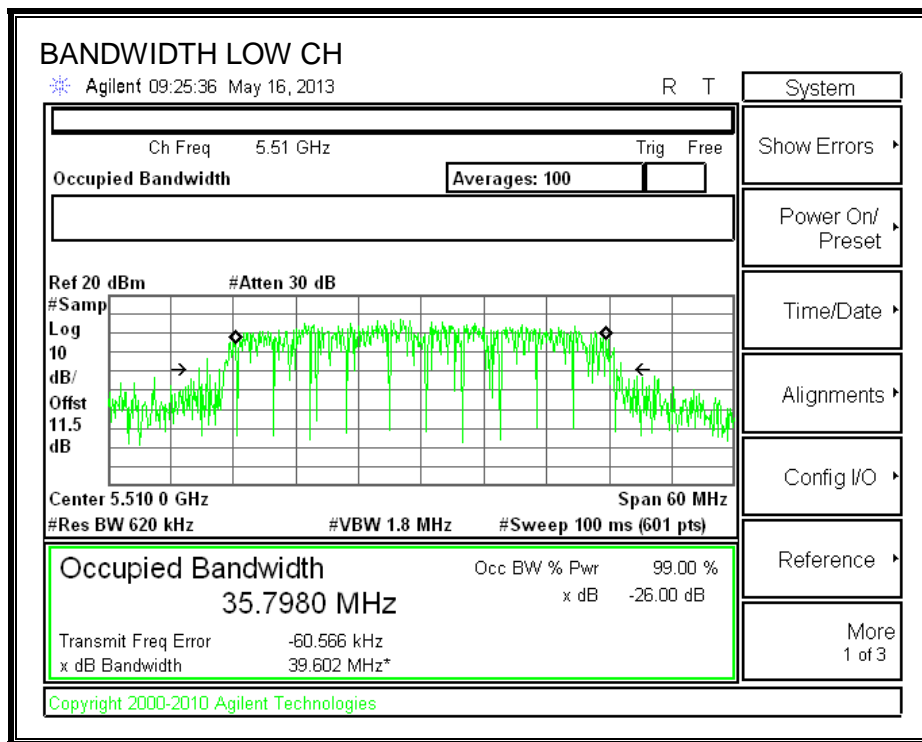 BANDWIDTH LOW CH
Agilent 09:25:36 May 16, 2013 R T
Ch Freq 5.51 GHz Trig Free
Occupied Bandwidth Averages: 100
Ref 20 dBm #Atten 30 dB
#Samp
Log
10
dB/
Offst
11.5
dB
Center 5.510 0 GHz Span 60 MHz
#Res BW 620 kHz #VBW 1.8 MHz #Sweep 100 ms (601 pts)
Occupied Bandwidth Occ BW % Pwr 99.00 %
35.7980 MHz x dB -26.00 dB
Transmit Freq Error -60.566 kHz
x dB Bandwidth 39.602 MHz*
Copyright 2000-2010 Agilent Technologies
System
Show Errors
Power On/
Preset
Time/Date
Alignments
Config I/O
Reference
More
1 of 3